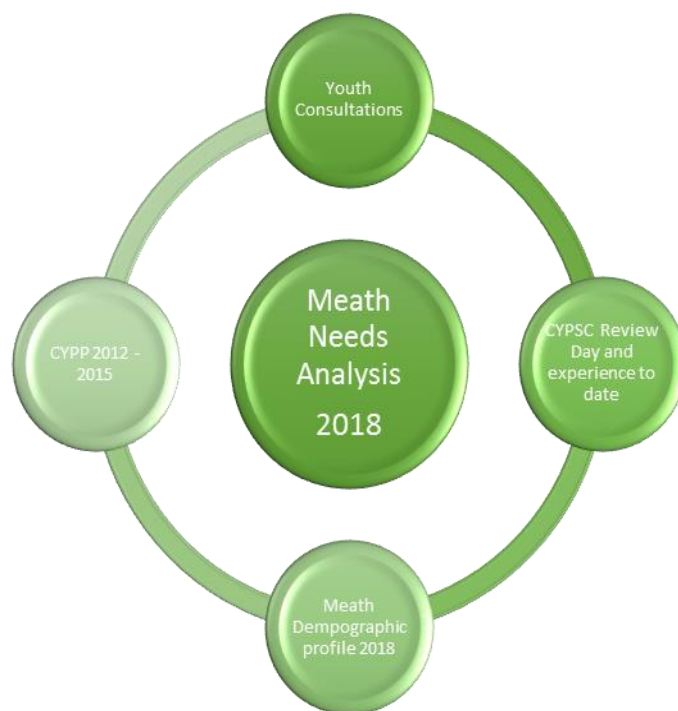 Youth
Consultations
Meath
Needs
Analysis
2018
CYPP 2012 -
2015
CYPSC Review
Day and
experience to
date
Meath
Dempographic
profile 2018